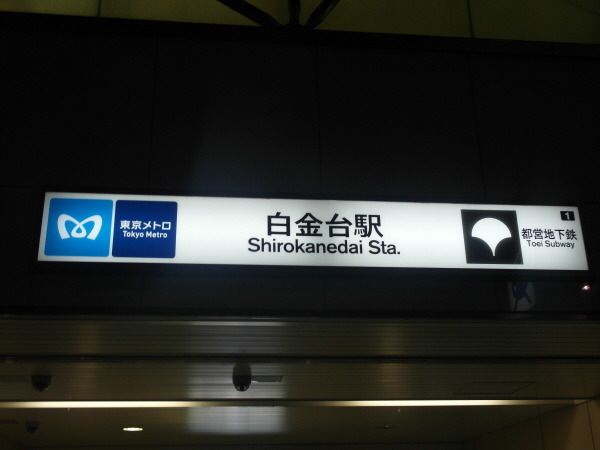 東京メトロ
Tokyo Metro
白金台駅
Shirokanedai Sta.
1
都営地下鉄
Toei Subway